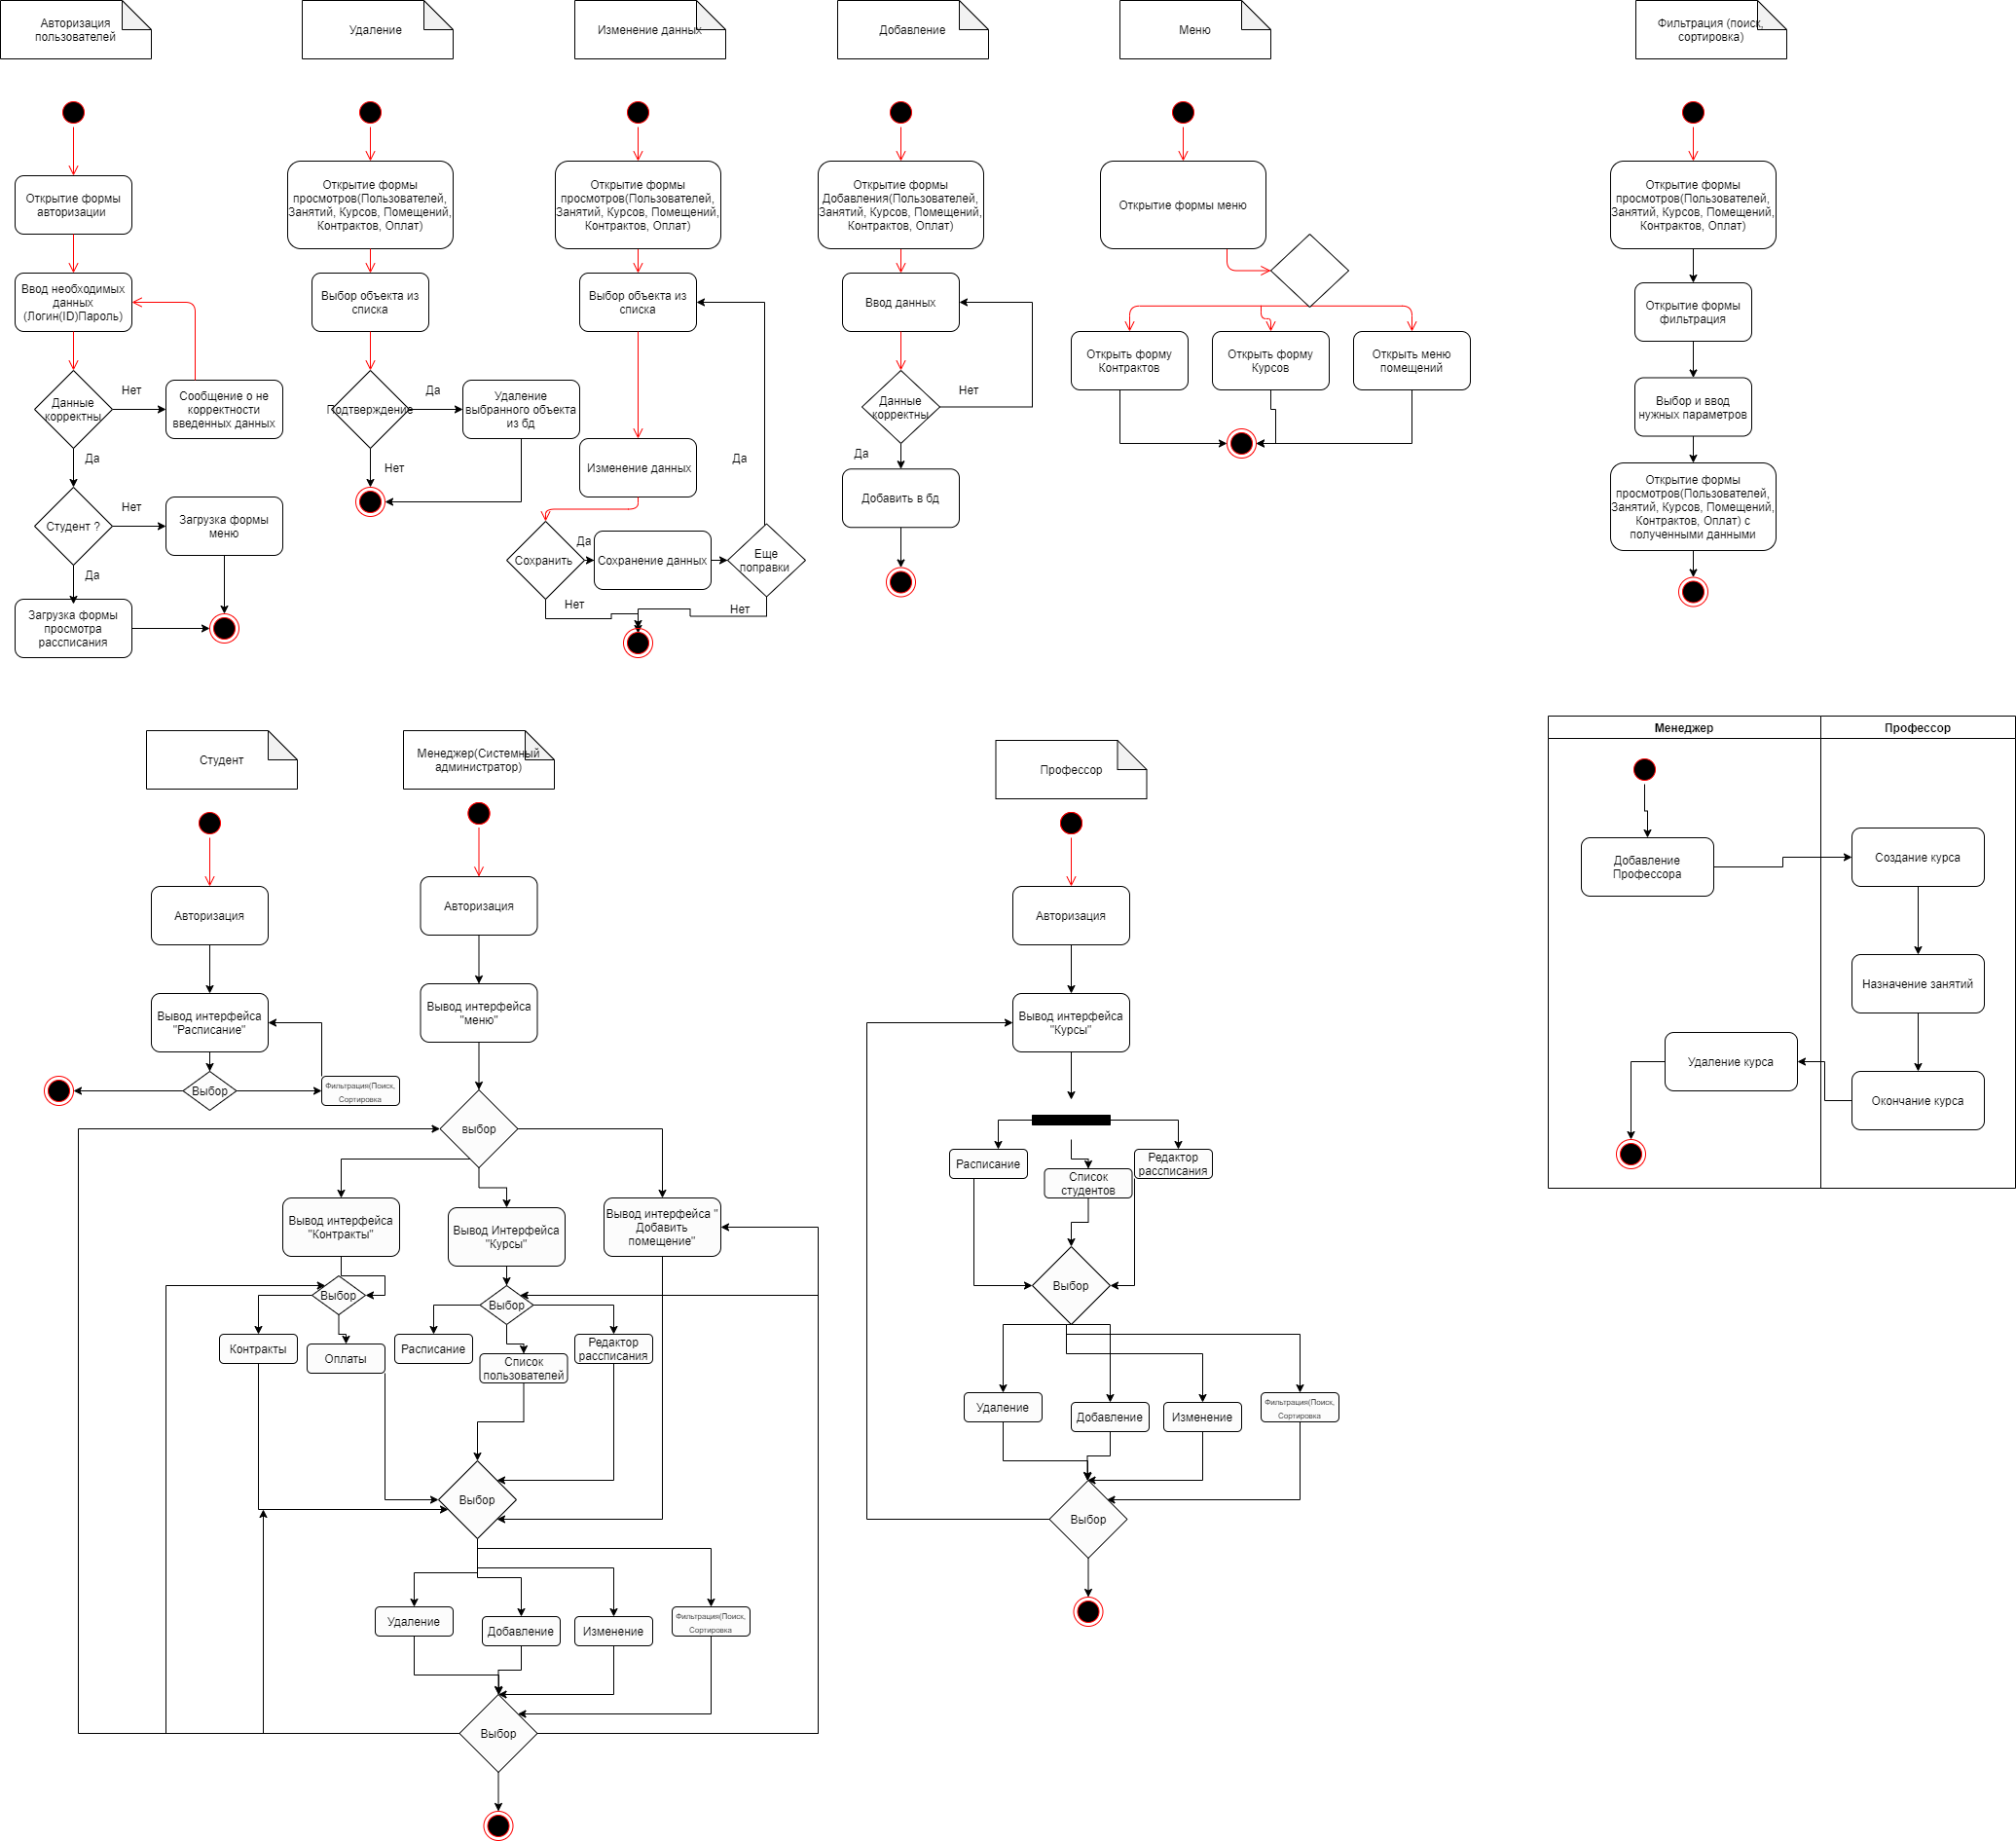 Авторизация
пользователей
Удаление
Изменение данных
Добавление
Меню
Фильтрация (поиск,
сортировка)
Открытие формы
авторизации
Ввод необходимых
данных
(Логин(ID)Пароль)
Данные
корректны
Нет
Сообщение о не
корректности
введенных данных
Да
Студент ?
Нет
Загрузка формы
меню
Да
Загрузка формы
просмотра
рассписания
Открытие формы
просмотров(Пользователей,
Занятий, Курсов, Помещений,
Контрактов, Оплат)
Выбор объекта из
списка
Подтверждение
Да
Удаление
выбранного объекта
из бд
Нет
Открытие формы
просмотров(Пользователей,
Занятий, Курсов, Помещений,
Контрактов, Оплат)
Выбор объекта из
списка
Изменение данных
Да
Сохранить
Да
Сохранение данных
Еще
поправки
Нет
Нет
Открытие формы
Добавления(Пользователей,
Занятий, Курсов, Помещений,
Контрактов, Оплат)
Ввод данных
Данные
корректны
Нет
Да
Добавить в бд
Открытие формы меню
Открыть форму
Контрактов
Открыть форму
Курсов
Открыть меню
помещений
Открытие формы
просмотров(Пользователей,
Занятий, Курсов, Помещений,
Контрактов, Оплат)
Открытие формы
фильтрация
Выбор и ввод
нужных параметров
Открытие формы
просмотров(Пользователей,
Занятий, Курсов, Помещений,
Контрактов, Оплат) с
полученными данными
Студент
Авторизация
Вывод интерфейса
"Расписание"
Выбор
Фильтрация(Поиск,
Сортировка
Менеджер(Системный
администратор)
Авторизация
Вывод интерфейса
"меню"
выбор
Вывод интерфейса
"Контракты"
Вывод Интерфейса
"Курсы"
Вывод интерфейса "
Добавить
помещение"
Выбор
Выбор
Контракты
Оплаты
Расписание
Список
пользователей
Редактор
рассписания
Выбор
Удаление
Добавление
Изменение
Фильтрация(Поиск,
Сортировка
Выбор
Профессор
Авторизация
Вывод интерфейса
"Курсы"
Расписание
Список
студентов
Редактор
рассписания
Выбор
Удаление
Добавление
Изменение
Фильтрация(Поиск,
Сортировка
Выбор
Менеджер
Профессор
Добавление
Профессора
Создание курса
Назначение занятий
Удаление курса
Окончание курса